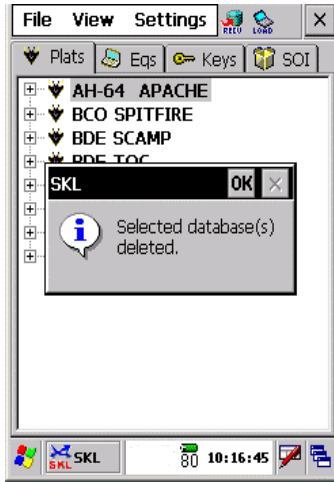 File View Settings RECV LOAD
Plats Eqs Keys SOI
AH-64 APACHE
BCO SPITFIRE
BDE SCAMP
BDE TOC
SKL OK
Selected database(s)
deleted.
SKL 80 10:16:45